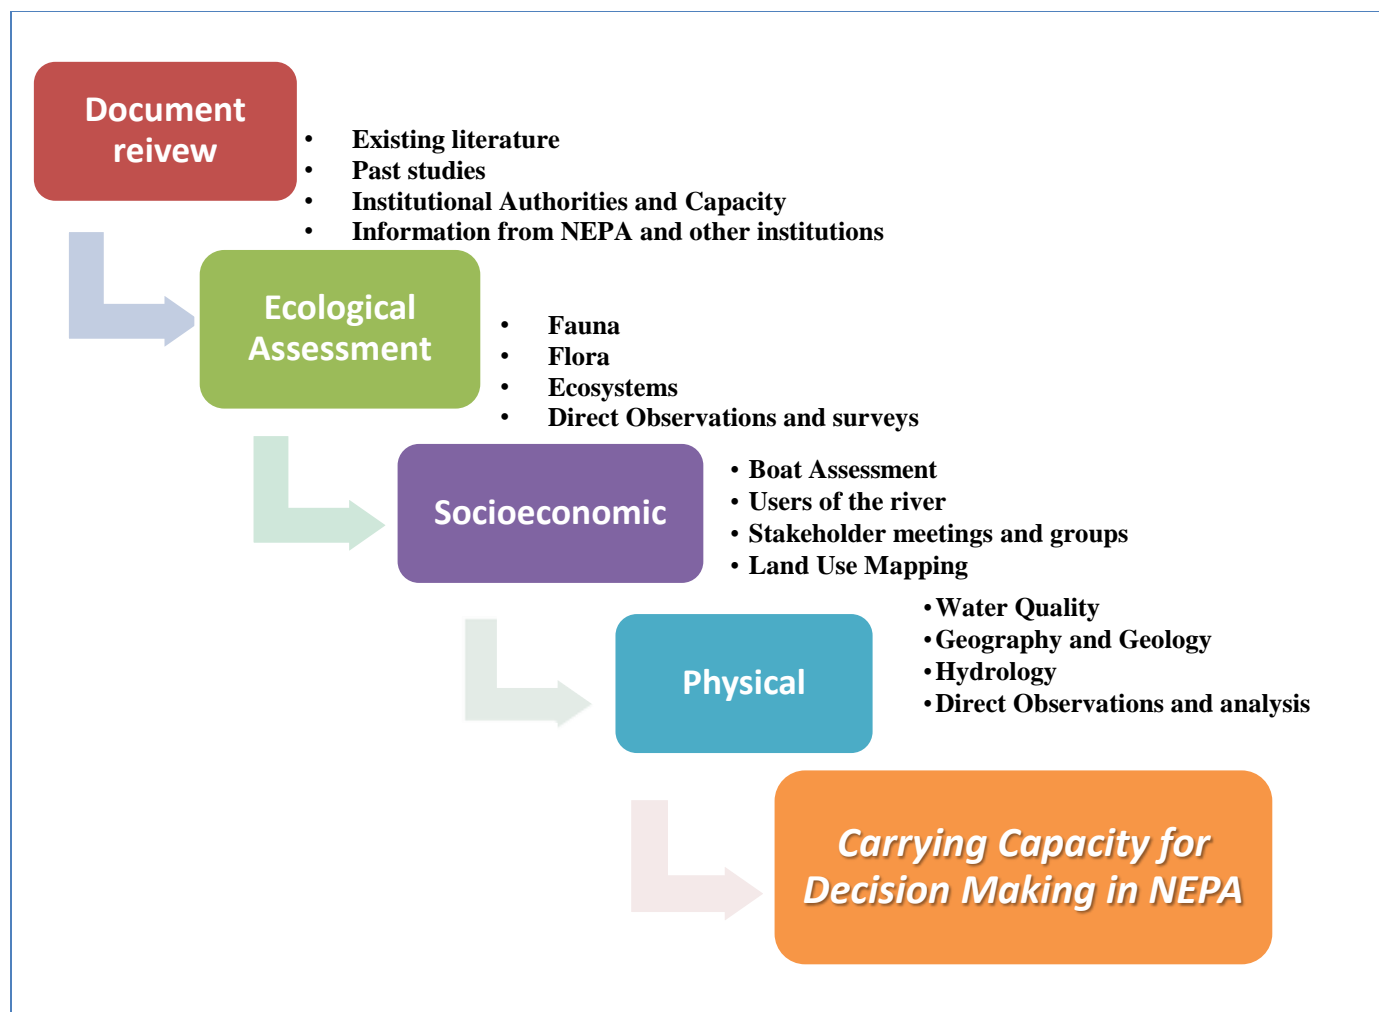 Document
reivew
• Existing literature
• Past studies
• Institutional Authorities and Capacity
• Information from NEPA and other institutions
Ecological
Assessment
• Fauna
• Flora
• Ecosystems
• Direct Observations and surveys
Socioeconomic
• Boat Assessment
• Users of the river
• Stakeholder meetings and groups
• Land Use Mapping
Physical
• Water Quality
• Geography and Geology
• Hydrology
• Direct Observations and analysis
Carrying Capacity for
Decision Making in NEPA